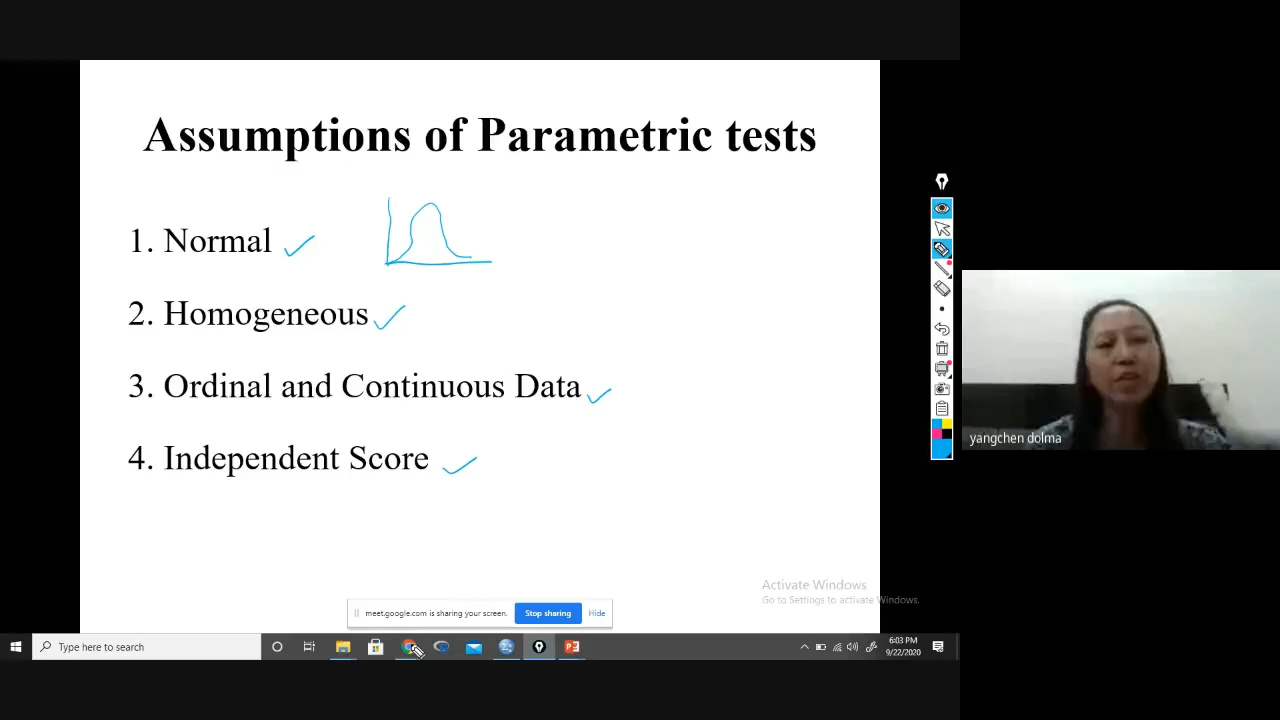 Assumptions of Parametric tests
1. Normal
2. Homogeneous
3. Ordinal and Continuous Data
4. Independent Score
yangchen dolma
Activate Windows
Go to Settings to activate Windows.
meet.google.com is sharing your screen.
Stop sharing
Hide
Type here to search
6:03 PM
9/22/2020